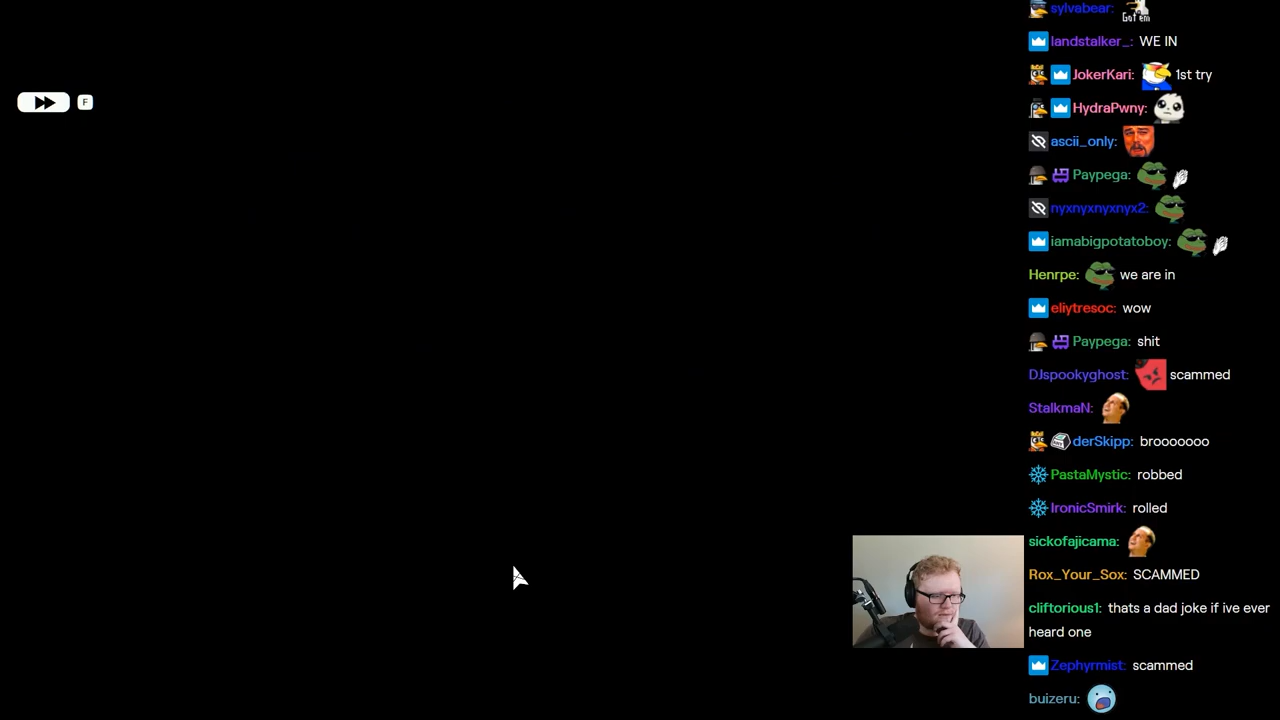 sylvabear: Got em
landstalker_: WE IN
F
JokerKari: 1st try
HydraPwny:
ascii_only:
Paypega:
nyxnyxnyxnyx2:
iamabigpotatoboy:
Henrpe: we are in
eliytresoc: wow
Paypega: shit
DJspookyghost: scammed
StalkmaN:
derSkipp: brooooooo
PastaMystic: robbed
IronicSmirk: rolled
sickofajicama:
Rox_Your_Sox: SCAMMED
cliftorious1: thats a dad joke if ive ever
heard one
Zephyrmist: scammed
buizeru: